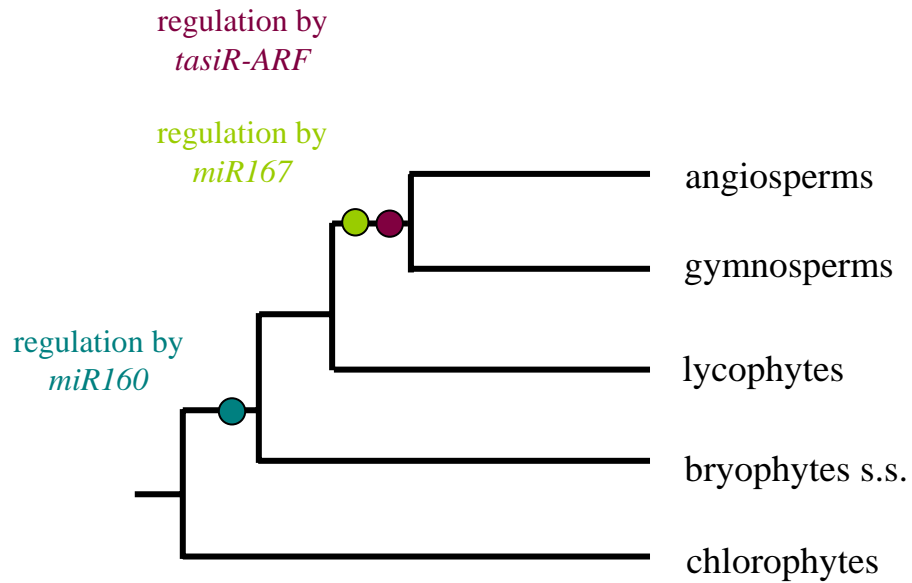 regulation by
tasiR-ARF
regulation by
miR167
angiosperms
gymnosperms
regulation by
miR160
lycophytes
bryophytes s.s.
chlorophytes